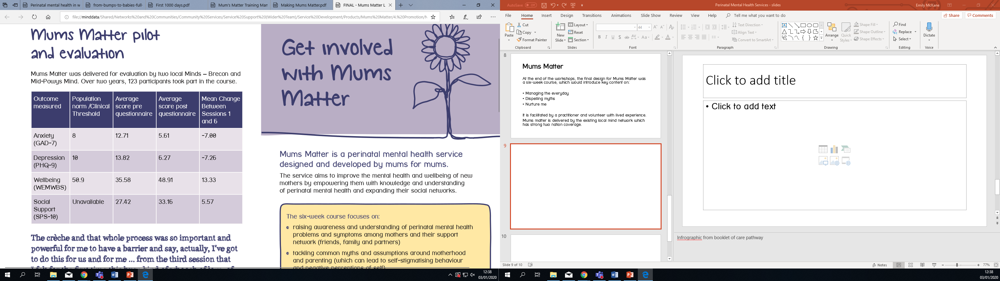 Perinatal mental health in w
from-bumps-to-babies-full-
First 1000 days.pdf
Mum's Matter Training Man
Making Mums Matter.pdf
FINAL - Mums Matter L
file://minddata/Shared/Networks%20and%20Communities/Community%20Services/Service%20Support%20(Wider%20Team)/Service%20Development/Products/Mums%20Matter/4.%20Promotion/N
Mums Matter pilot
and evaluation
Mums Matter was delivered for evaluation by two local Minds – Brecon and
Mid-Powys Mind. Over two years, 123 participants took part in the course.
Outcome measured
Population norm /Clinical Threshold
Average score pre questionnaire
Average score post questionnaire
Mean Change Between Sessions 1 and 6
Anxiety (GAD-7) 8 12.71 5.61 -7.00
Depression (PHQ-9) 10 13.82 6.27 -7.26
Wellbeing (WEMWBS) 50.9 35.58 48.91 13.33
Social Support (SPS-10) Unavailable 27.42 33.16 5.57
The crèche and that whole process was so important and
powerful for me to have a barrier and say, actually, I've got
to do this for us and for me ... from the third session that
Get involved
with Mums
Matter
Mums Matter is a perinatal mental health service
designed and developed by mums for mums.
The service aims to improve the mental health and wellbeing of new
mothers by empowering them with knowledge and understanding
of perinatal mental health and expanding their social networks.
The six-week course focuses on:
raising awareness and understanding of perinatal mental health
problems and symptoms among mothers and their support
network (friends, family and partners)
tackling common myths and assumptions around motherhood
and parenting (which can lead to self-stigmatising behaviour
and negative perceptions of self)
12:38
03/01/2020
AutoSave Off
Perinatal Mental Health Services - slides
Emily McKane
File Home Insert Design Transitions Animations Slide Show Review View Help Tell me what you want to do
Share Comments
Paste
Cut
Copy
Format Painter
Clipboard
New
Slide
Layout
Reset
Section
Slides
44
B I U S ab AV Aa A
Font
Text Direction
Align Text
Convert to SmartArt
Paragraph
Arrange
Quick
Styles
Shape Fill
Shape Outline
Shape Effects
Drawing
Find
Replace
Select
Editing
Dictate
Voice
8
Mums Matter
At the end of the workshops, the final design for Mums Matter was
a six-week course, which would introduce key content on:
• Managing the everyday
• Dispelling myths
• Nurture me
It is facilitated by a practitioner and volunteer with lived experience.
Mums matter is delivered by the existing local mind network which
has strong two nation coverage.
9
10
Click to add title
• Click to add text
Infrographic from booklet of care pathway
Slide 9 of 10
Notes
77%
12:38
03/01/2020